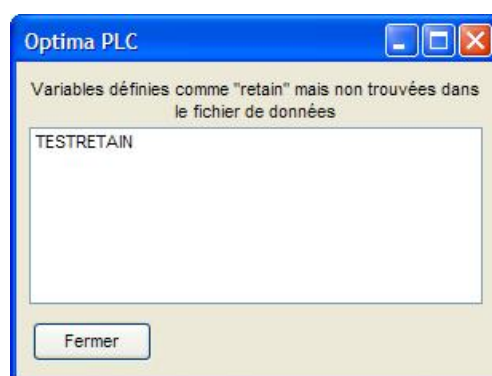 Optima PLC
Variables définies comme "retain" mais non trouvées dans
le fichier de données
TESTRETAIN
Fermer